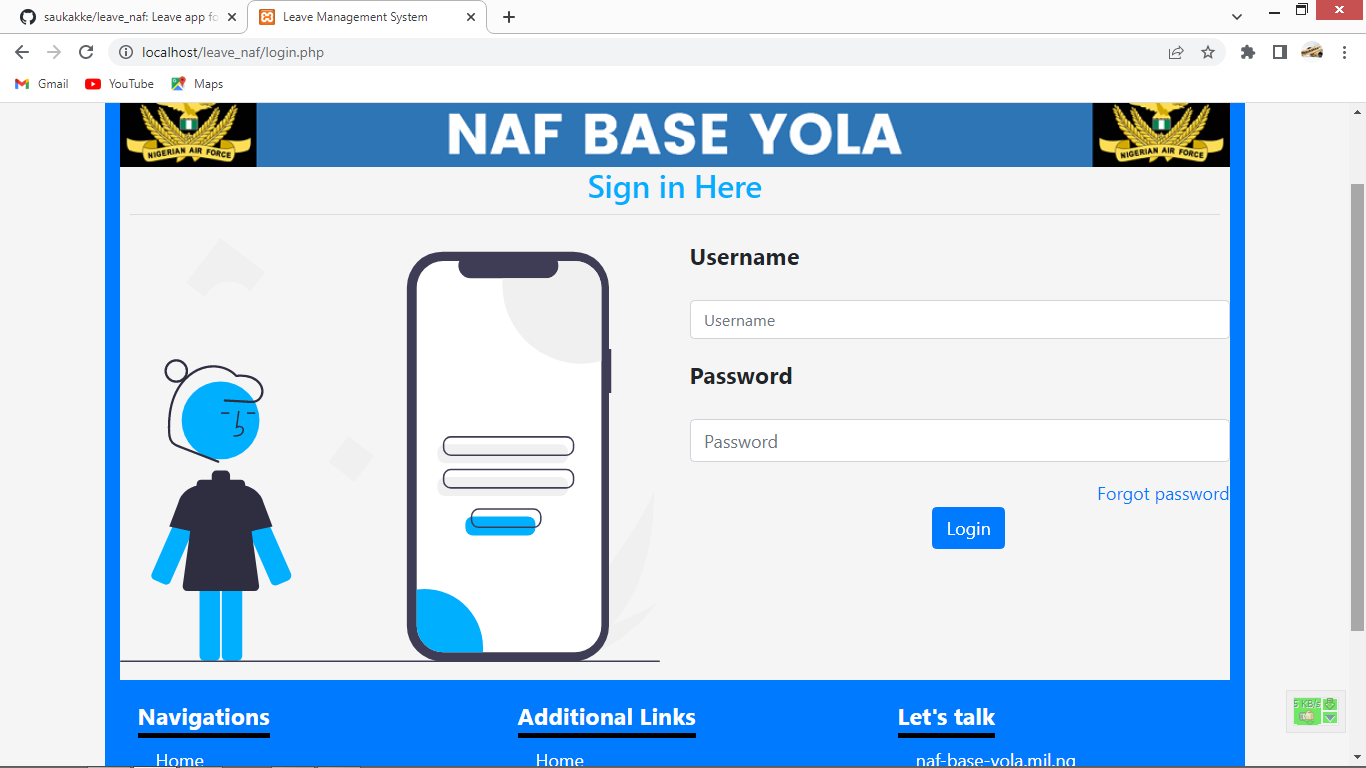 saukakke/leave_naf: Leave app fo
Leave Management System
localhost/leave_naf/login.php
Gmail
YouTube
Maps
NIGERIAN AIR FORCE
NAF BASE YOLA
NIGERIAN AIR FORCE
Sign in Here
Username
Username
Password
Password
Forgot password
Login
Navigations
Additional Links
Let's talk
Home
Home
naf-base-yola.mil.ng
5 KB/s